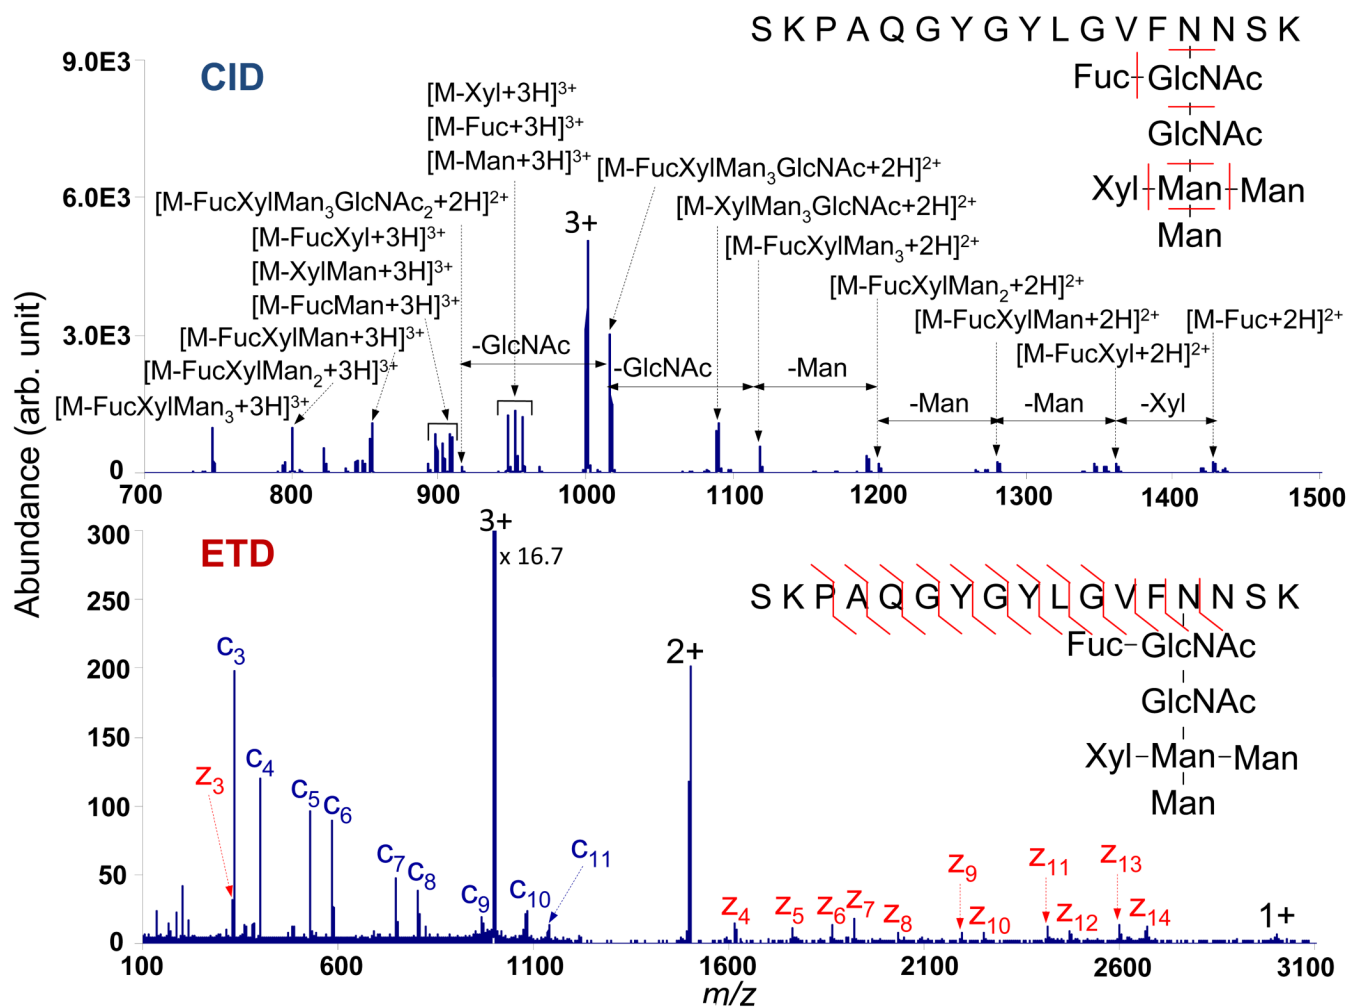 S K P A Q G Y G Y L G V F N N S K
9.0E3
CID
Fuc GlcNAc
[M-Xyl+3H]³⁺
[M-Fuc+3H]³⁺
GlcNAc
[M-Man+3H]³⁺
[M-FucXylMan₃GlcNAc+2H]²⁺
Xyl Man Man
6.0E3
[M-FucXylMan₃GlcNAc₂+2H]²⁺
3+
[M-XylMan₃GlcNAc+2H]²⁺
Man
[M-FucXyl+3H]³⁺
[M-FucXylMan₃+2H]²⁺
[M-XylMan+3H]³⁺
[M-FucXylMan₂+2H]²⁺
[M-FucMan+3H]³⁺
[M-FucXylMan+2H]²⁺
[M-Fuc+2H]²⁺
3.0E3
[M-FucXylMan+3H]³⁺
-GlcNAc
[M-FucXyl+2H]²⁺
[M-FucXylMan₂+3H]³⁺
-GlcNAc
-Man
[M-FucXylMan₃+3H]³⁺
-Man
-Man
-Xyl
0
700 800 900 1000 1100 1200 1300 1400 1500
Abundance (arb. unit)
300
ETD
3+
x 16.7
250
S K P A Q G Y G Y L G V F N N S K
Fuc GlcNAc
200
c₃
2+
GlcNAc
150
c₄
Xyl Man Man
z₃
c₅
c₆
Man
100
c₇
c₈
c₁₁
50
c₉
c₁₀
z₄
z₅
z₆
z₇
z₈
z₉
z₁₀
z₁₁
z₁₂
z₁₃
z₁₄
1+
0
100 600 1100 1600 2100 2600 3100
m/z